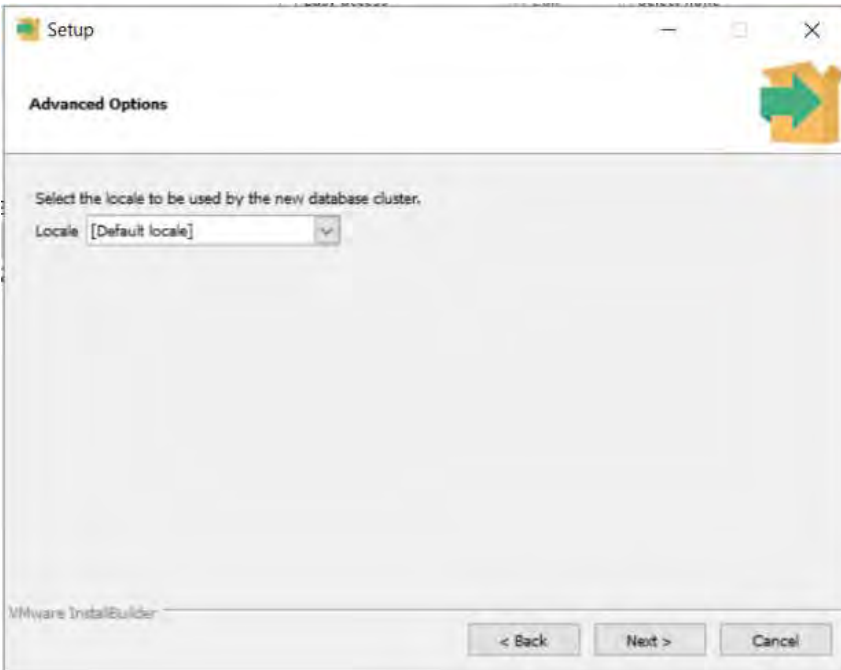 Setup
Advanced Options
Select the locale to be used by the new database cluster.
Locale [Default locale]
VMware InstallBuilder
< Back Next > Cancel